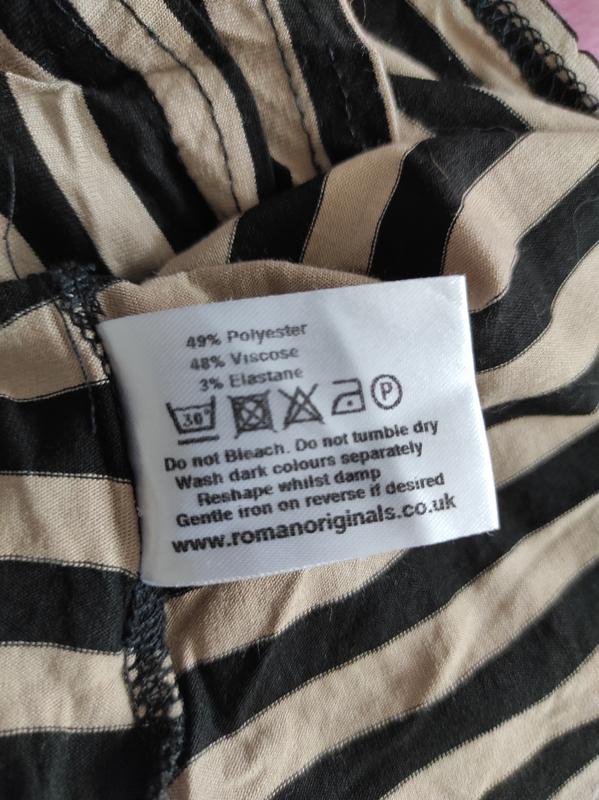 49% Polyester
48% Viscose
3% Elastane
30° P
Do not Bleach. Do not tumble dry
Wash dark colours separately
Reshape whilst damp
Gentle iron on reverse if desired
www.romanoriginals.co.uk